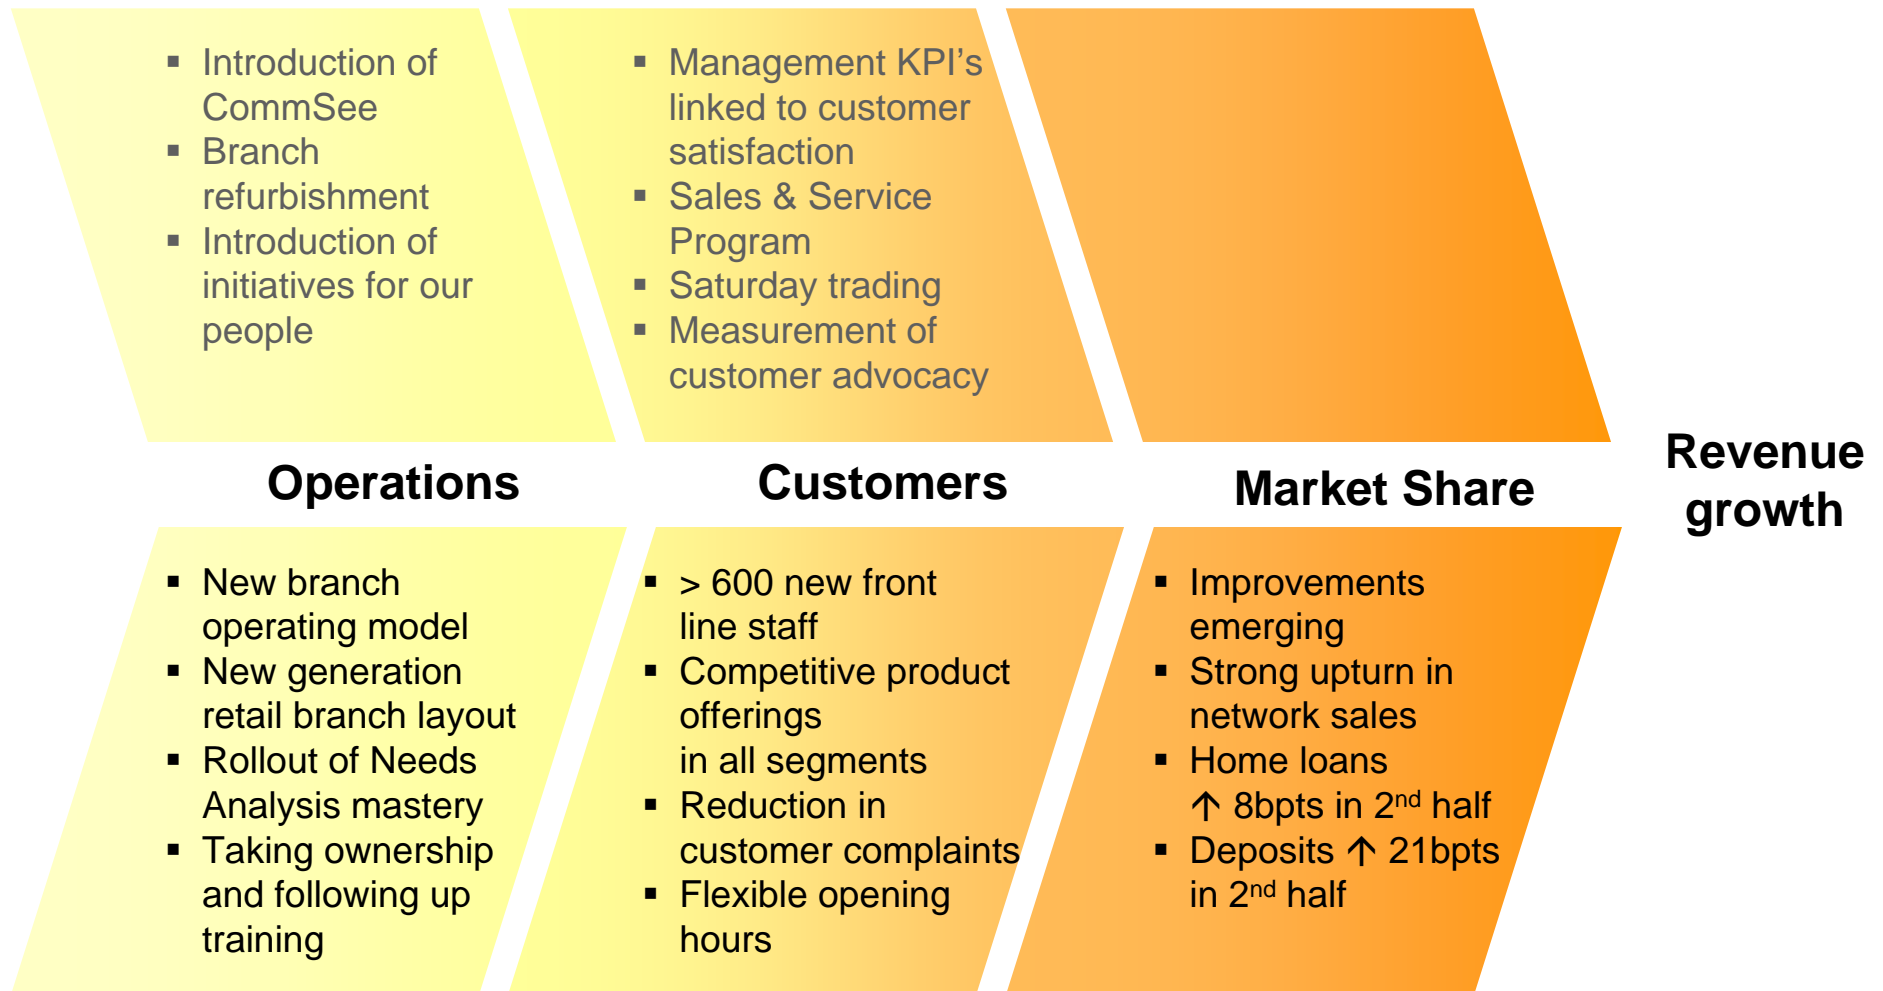 ▪ Introduction of
CommSee
▪ Branch
refurbishment
▪ Introduction of
initiatives for our
people
▪ Management KPI's
linked to customer
satisfaction
▪ Sales & Service
Program
▪ Saturday trading
▪ Measurement of
customer advocacy
Operations
Customers
Market Share
Revenue
growth
▪ New branch
operating model
▪ New generation
retail branch layout
▪ Rollout of Needs
Analysis mastery
▪ Taking ownership
and following up
training
▪ > 600 new front
line staff
▪ Competitive product
offerings
in all segments
▪ Reduction in
customer complaints
▪ Flexible opening
hours
▪ Improvements
emerging
▪ Strong upturn in
network sales
▪ Home loans
↑ 8bpts in 2nd half
▪ Deposits ↑ 21bpts
in 2nd half